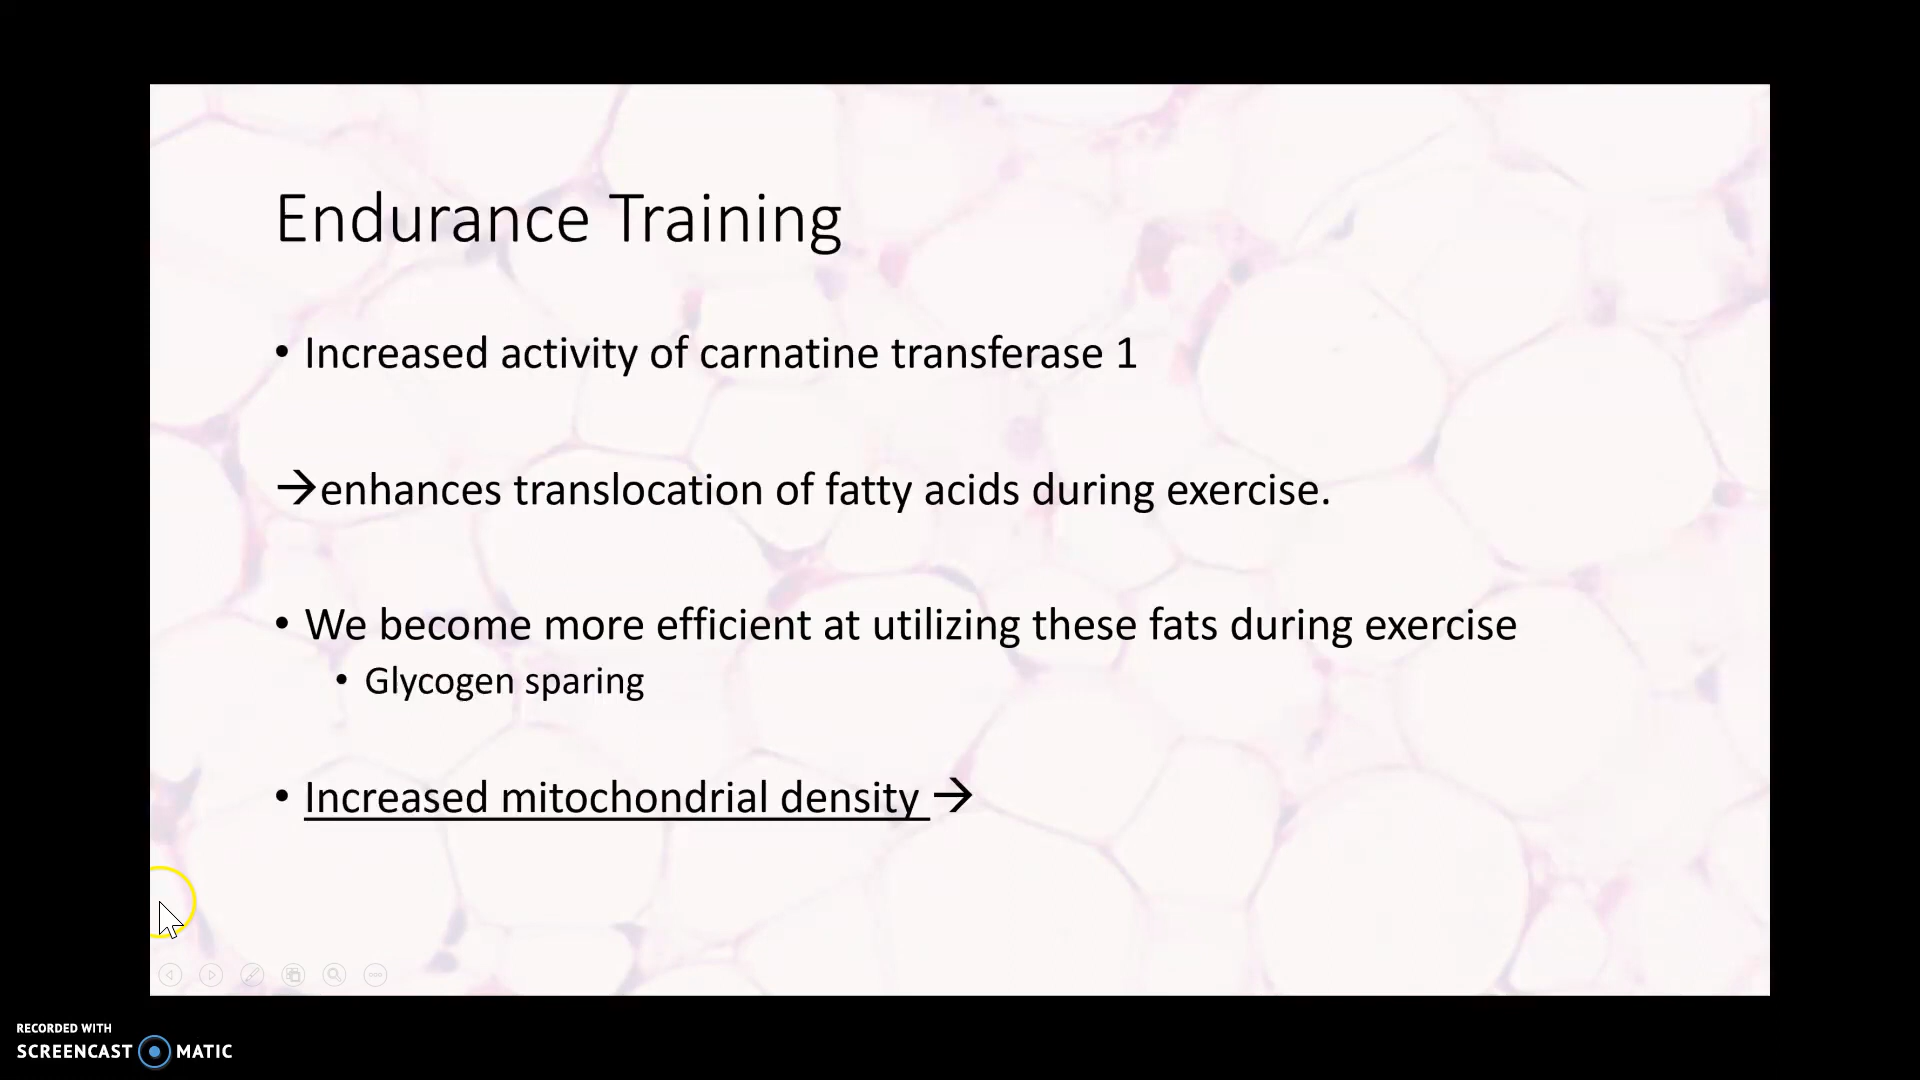 Endurance Training
• Increased activity of carnatine transferase 1
→enhances translocation of fatty acids during exercise.
• We become more efficient at utilizing these fats during exercise
• Glycogen sparing
• Increased mitochondrial density →
RECORDED WITH
SCREENCAST MATIC